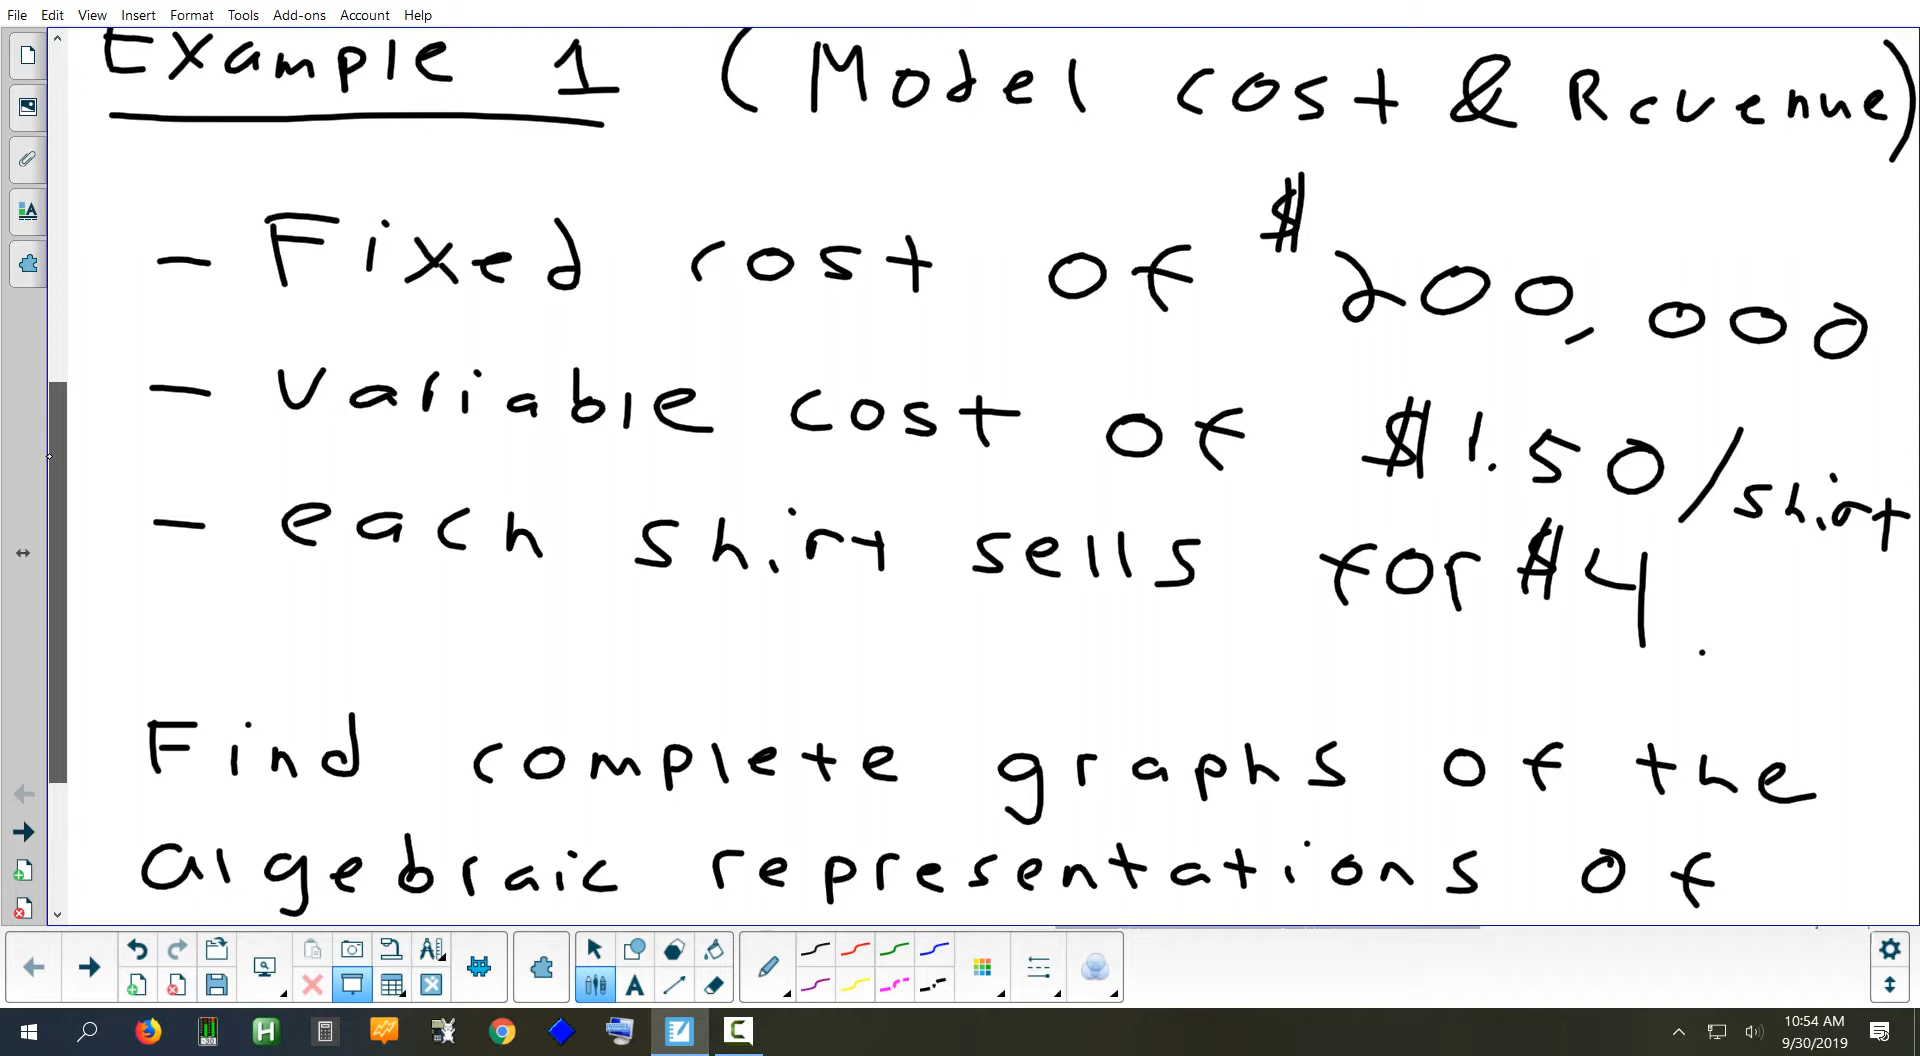 File Edit View Insert Format Tools Add-ons Account Help
Example 1 (Model cost & Revenue)
- Fixed cost of $200,000
- variable cost of $1.50/shirt
- each shirt sells for $4.
Find complete graphs of the
algebraic representations of
10:54 AM
9/30/2019